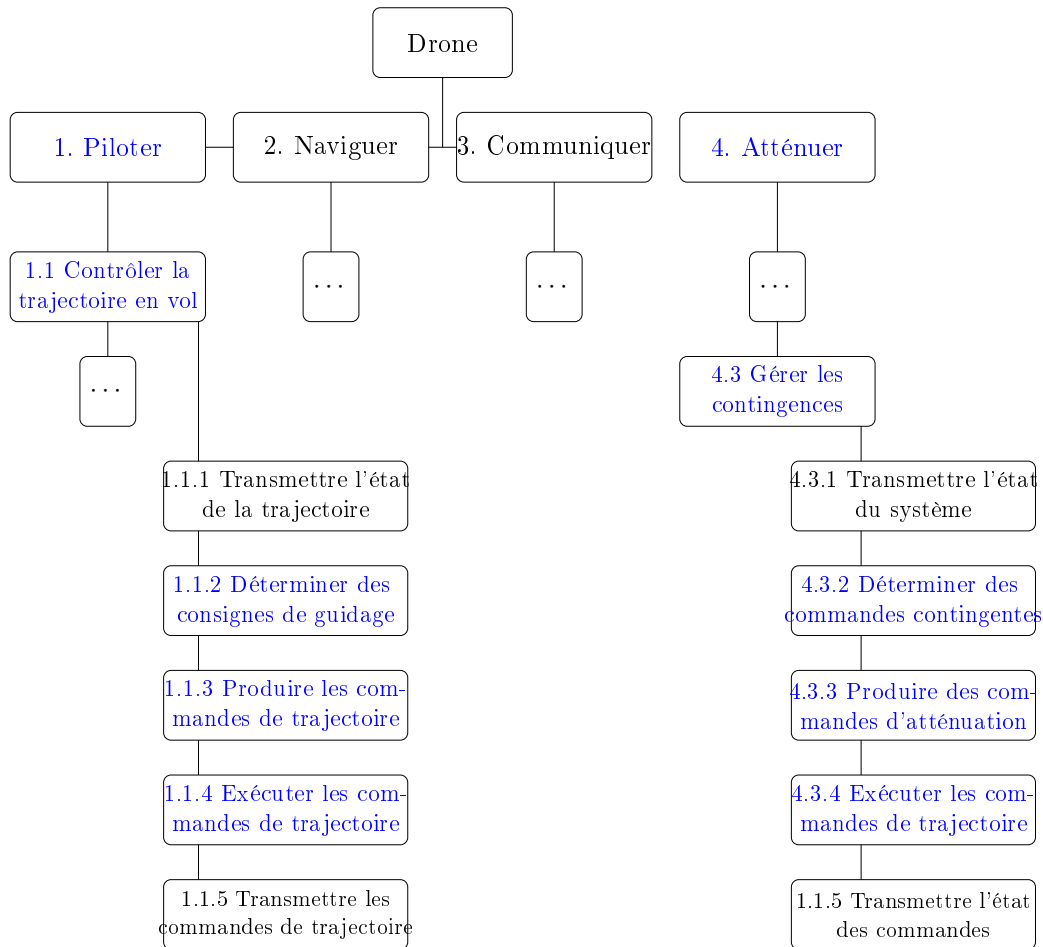 Drone
1. Piloter
2. Naviguer
3. Communiquer
4. Atténuer
1.1 Contrôler la
trajectoire en vol
...
...
...
...
4.3 Gérer les
contingences
1.1.1 Transmettre l'état
de la trajectoire
4.3.1 Transmettre l'état
du système
1.1.2 Déterminer des
consignes de guidage
4.3.2 Déterminer des
commandes contingentes
1.1.3 Produire les com-
mandes de trajectoire
4.3.3 Produire des com-
mandes d'atténuation
1.1.4 Exécuter les com-
mandes de trajectoire
4.3.4 Exécuter les com-
mandes de trajectoire
1.1.5 Transmettre les
commandes de trajectoire
1.1.5 Transmettre l'état
des commandes